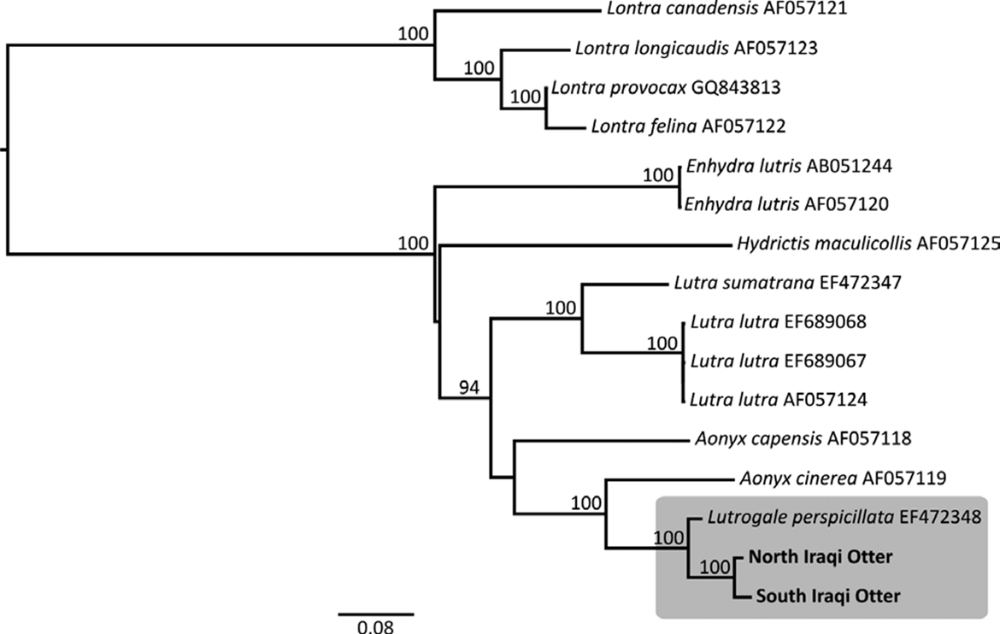 Lontra canadensis AF057121
100
Lontra longicaudis AF057123
100
Lontra provocax GQ843813
100
Lontra felina AF057122
Enhydra lutris AB051244
100
Enhydra lutris AF057120
100
Hydrictis maculicollis AF057125
Lutra sumatrana EF472347
100
Lutra lutra EF689068
100
Lutra lutra EF689067
94
Lutra lutra AF057124
Aonyx capensis AF057118
Aonyx cinerea AF057119
100
Lutrogale perspicillata EF472348
100
North Iraqi Otter
100
South Iraqi Otter
0.08